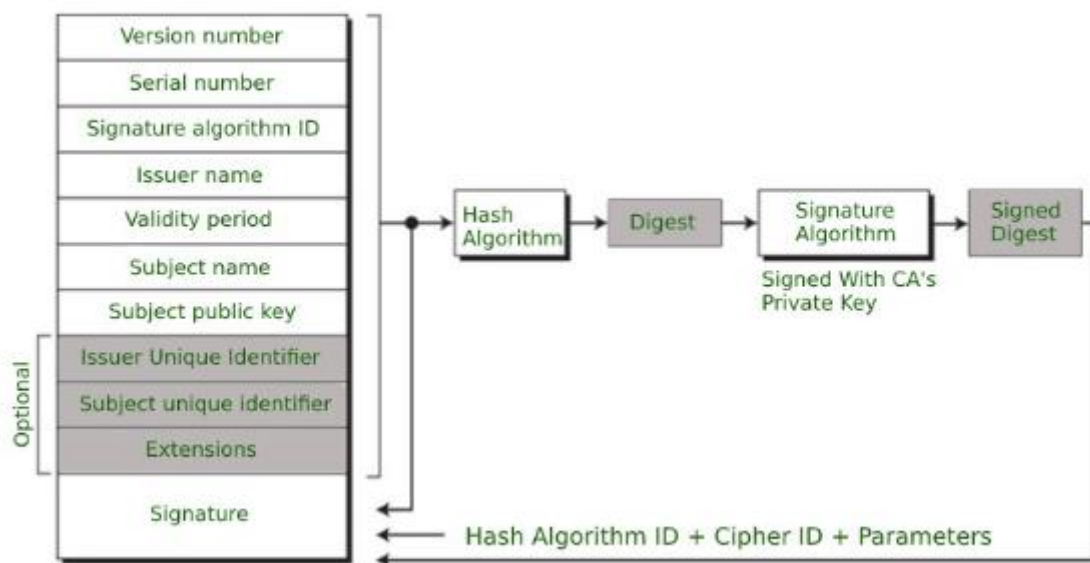 Version number
Serial number
Signature algorithm ID
Issuer name
Validity period
Subject name
Subject public key
Optional
Issuer Unique Identifier
Subject unique identifier
Extensions
Signature
Hash
Algorithm
Digest
Signature
Algorithm
Signed With CA's
Private Key
Signed
Digest
Hash Algorithm ID + Cipher ID + Parameters